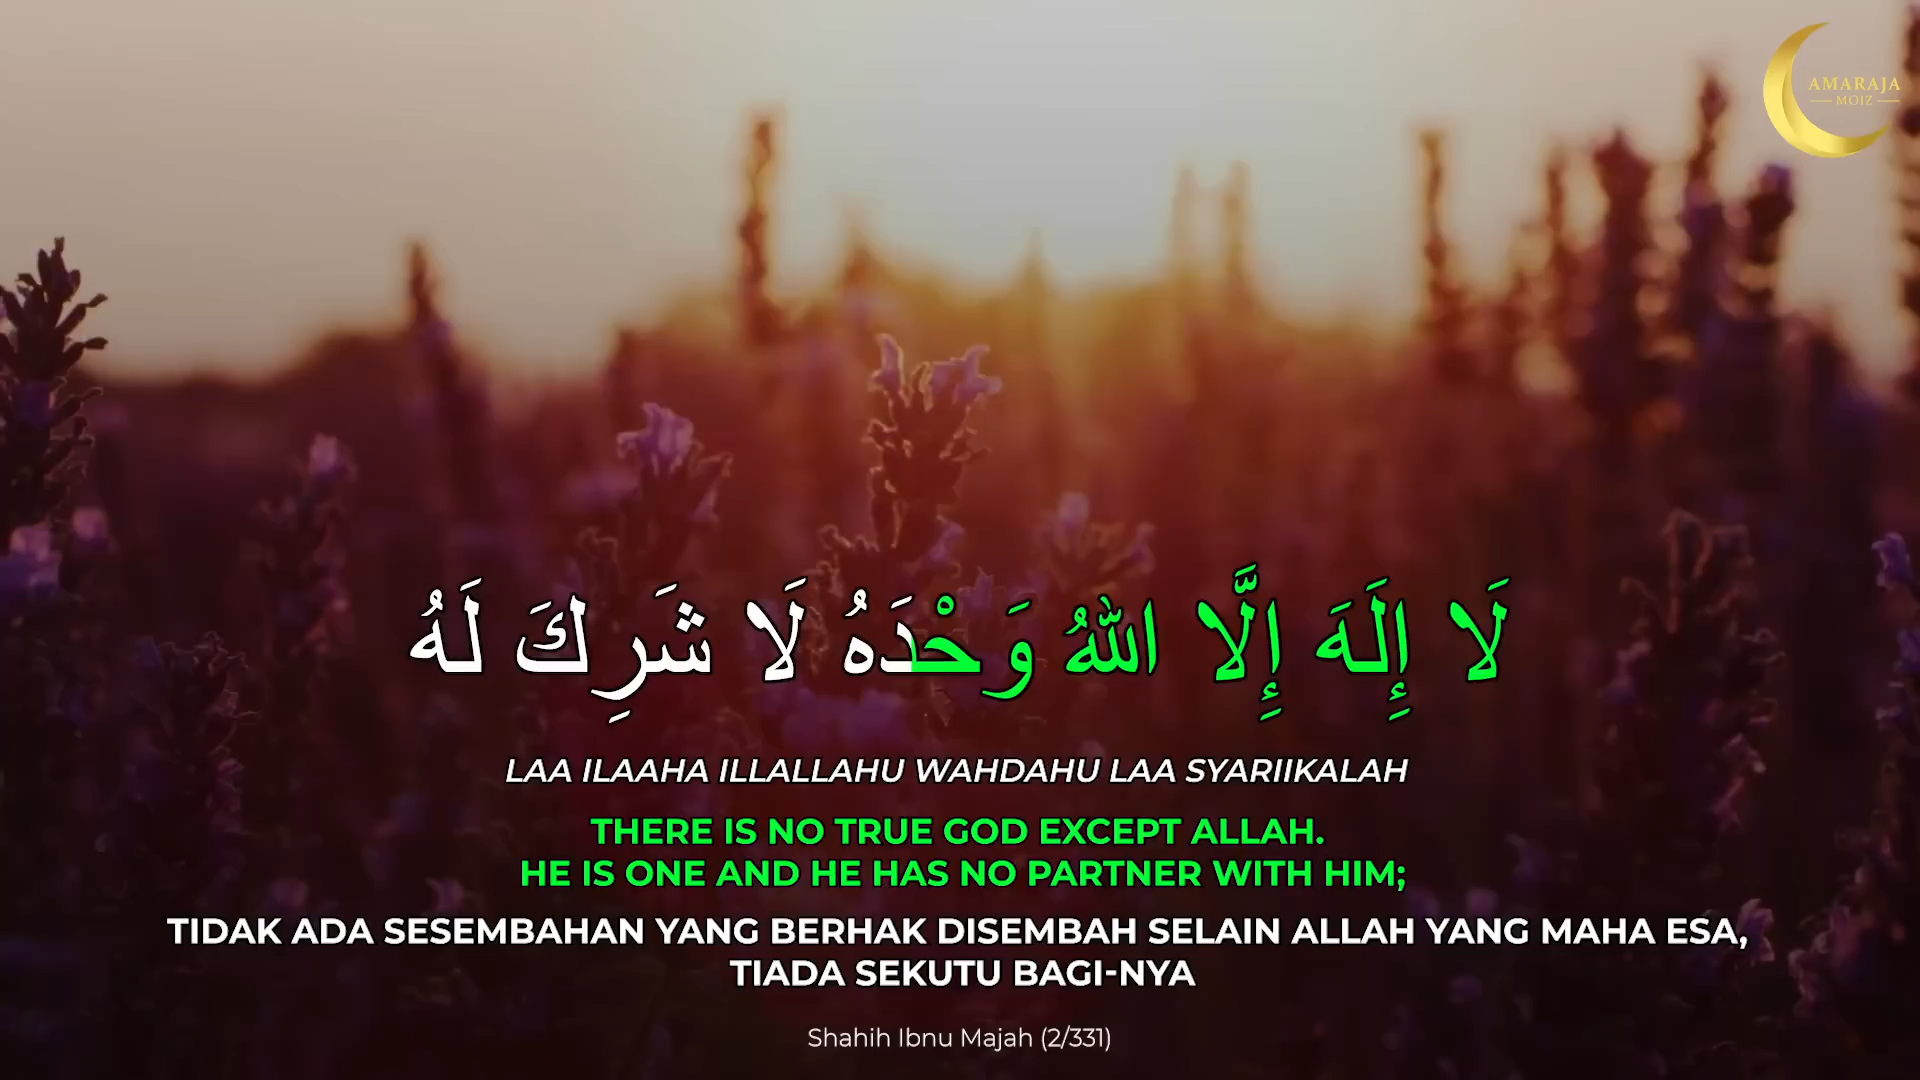 AMARAJA
MOIZ
لَا إِلَهَ إِلَّا اللهُ وَحْدَهُ لَا شَرِكَ لَهُ
LAA ILAAHA ILLALLAHU WAHDAHU LAA SYARIIKALAH
THERE IS NO TRUE GOD EXCEPT ALLAH.
HE IS ONE AND HE HAS NO PARTNER WITH HIM;
TIDAK ADA SESEMBAHAN YANG BERHAK DISEMBAH SELAIN ALLAH YANG MAHA ESA,
TIADA SEKUTU BAGI-NYA
Shahih Ibnu Majah (2/331)